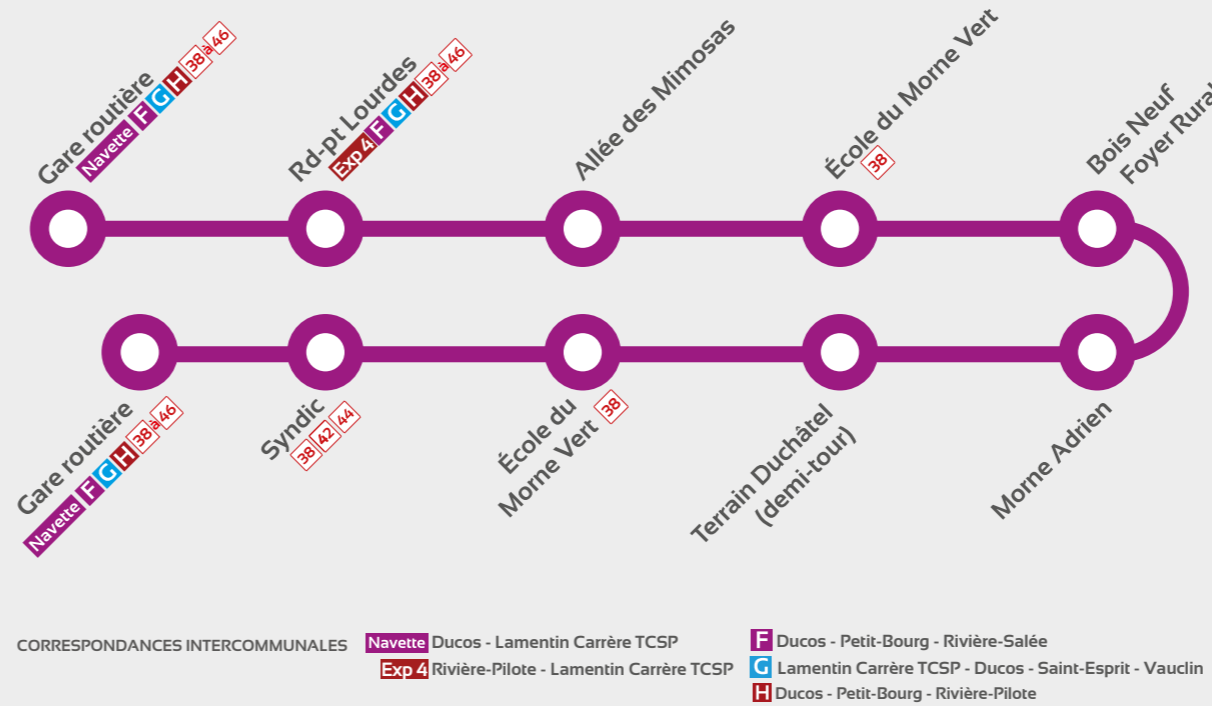 Gare routière
Navette F G H 38 à 46
Rd-pt Lourdes
Exp 4 F G H 38 à 46
Allée des Mimosas
École du Morne Vert
38
Bois Neuf
Foyer Rural
Gare routière
Navette F G H 38 à 46
Syndic
38 42 44
École du
Morne Vert 38
Terrain Duchâtel
(demi-tour)
Morne Adrien
CORRESPONDANCES INTERCOMMUNALES
Navette Ducos - Lamentin Carrère TCSP
Exp 4 Rivière-Pilote - Lamentin Carrère TCSP
F Ducos - Petit-Bourg - Rivière-Salée
G Lamentin Carrère TCSP - Ducos - Saint-Esprit - Vauclin
H Ducos - Petit-Bourg - Rivière-Pilote